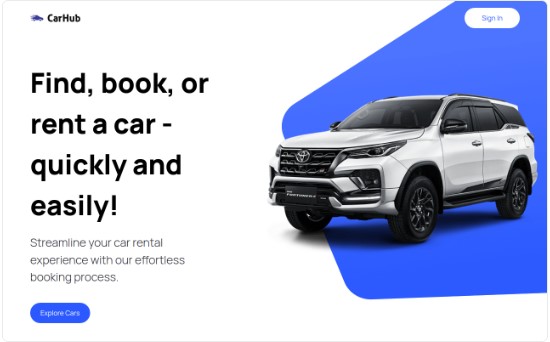 CarHub
Sign in
Find, book, or
rent a car -
quickly and
easily!
Streamline your car rental
experience with our effortless
booking process.
Explore Cars
FORTUNER